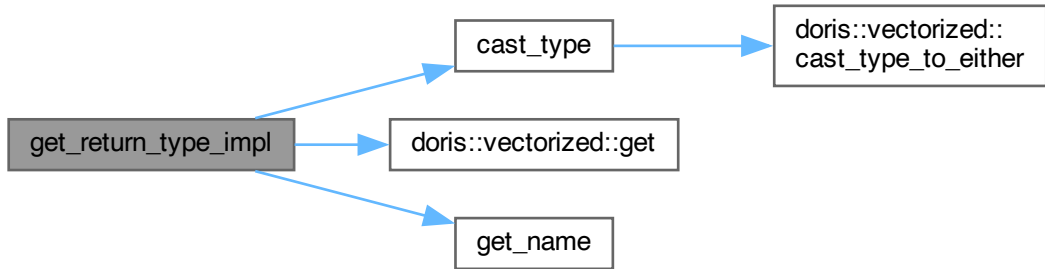 get_return_type_impl
cast_type
doris::vectorized::
cast_type_to_either
doris::vectorized::get
get_name